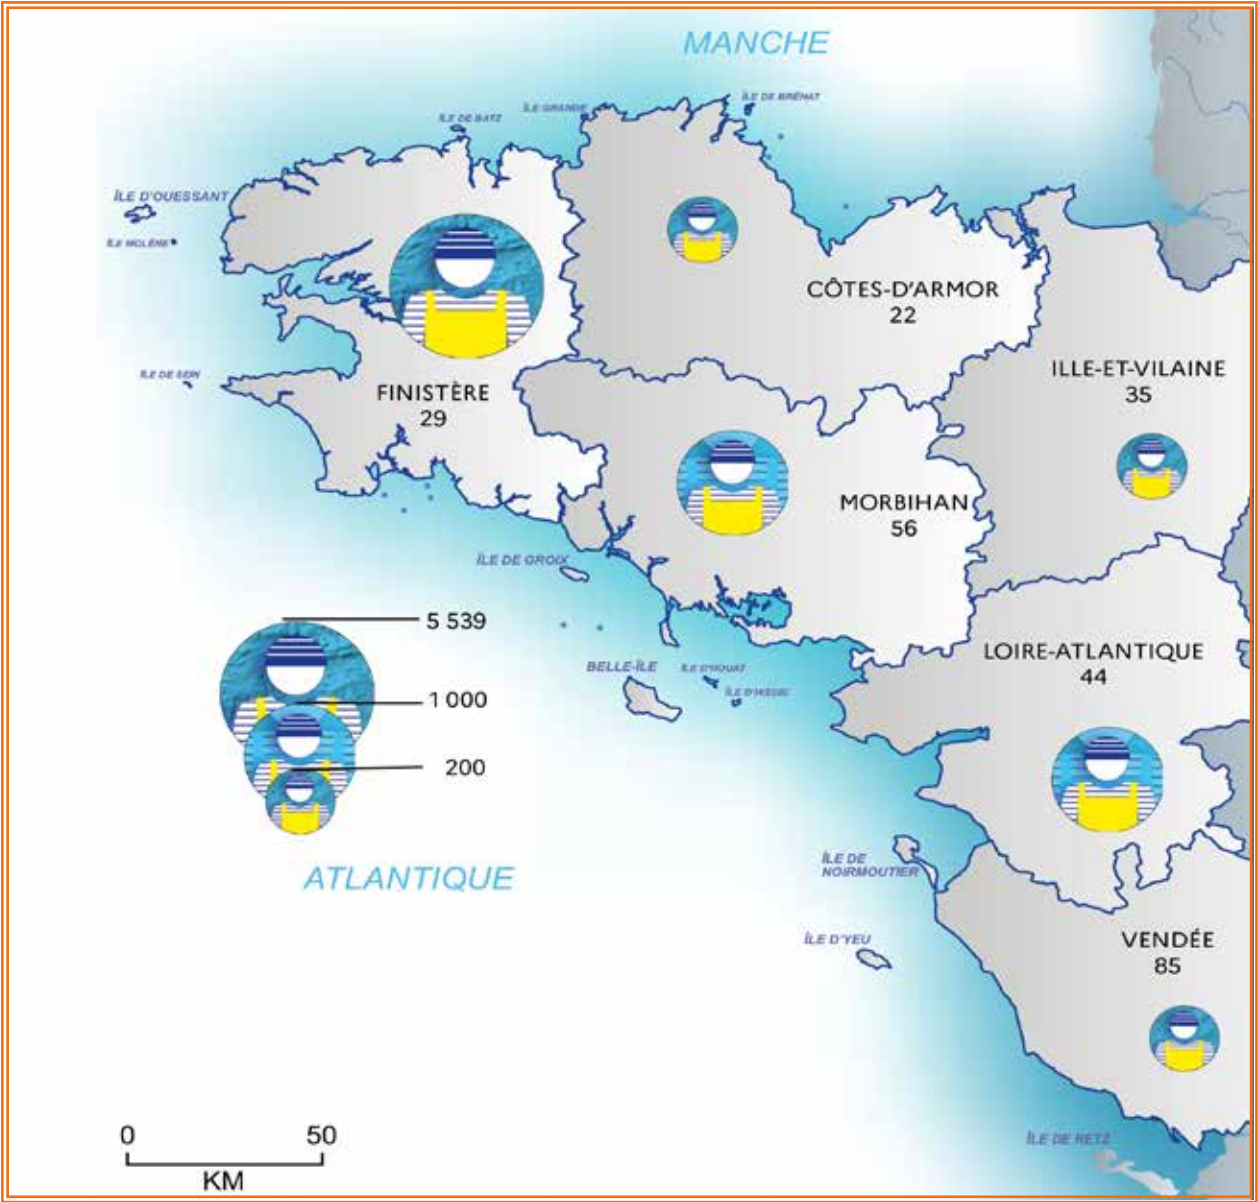 MANCHE
ÎLE DE BRÉHAT
ÎLE GRANDE
ÎLE DE BATZ
ÎLE D'OUESSANT
ÎLE MOLÈNE
CÔTES-D'ARMOR
22
ILLE-ET-VILAINE
35
ÎLE DE SEIN
FINISTÈRE
29
MORBIHAN
56
ÎLE DE GROIX
5 539
LOIRE-ATLANTIQUE
44
BELLE-ÎLE
ÎLE D'HOUAT
ÎLE D'HŒDIC
1 000
200
ATLANTIQUE
ÎLE DE
NOIRMOUTIER
ÎLE D'YEU
VENDÉE
85
0 50
KM
ÎLE DE RETZ